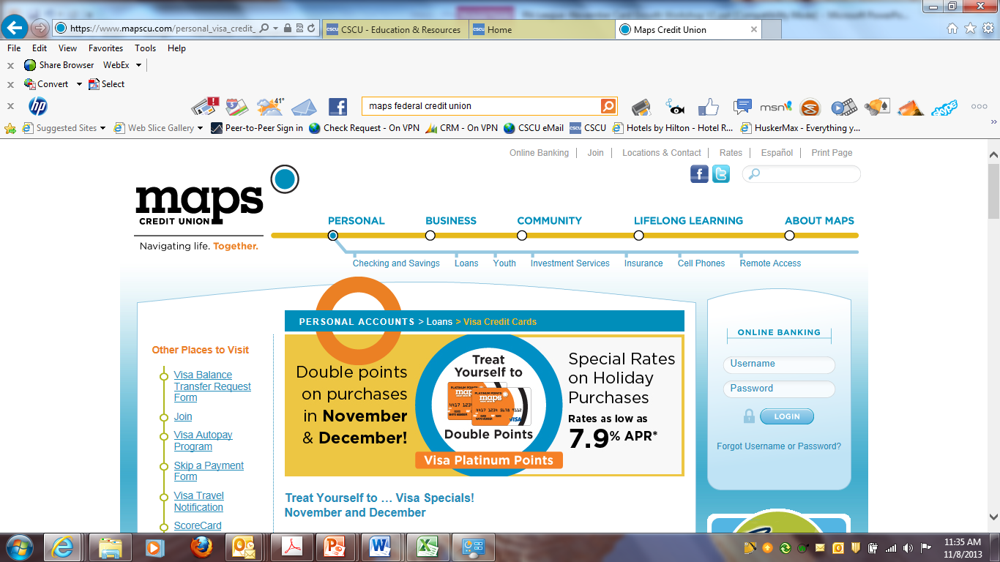 https://www.mapscu.com/personal_visa_credit_
CSCU - Education & Resources
Home
Maps Credit Union
File Edit View Favorites Tools Help
x Share Browser WebEx
x Convert Select
x hp 41° maps federal credit union msn skype
Suggested Sites Web Slice Gallery Peer-to-Peer Sign in Check Request - On VPN CRM - On VPN CSCU eMail CSCU Hotels by Hilton - Hotel R... HuskerMax - Everything y...
Online Banking Join Locations & Contact Rates Español Print Page
maps
CREDIT UNION
Navigating life. Together.
PERSONAL BUSINESS COMMUNITY LIFELONG LEARNING ABOUT MAPS
Checking and Savings Loans Youth Investment Services Insurance Cell Phones Remote Access
PERSONAL ACCOUNTS > Loans > Visa Credit Cards
Double points
on purchases
in November
& December!
Treat
Yourself to
Double Points
Visa Platinum Points
Special Rates
on Holiday
Purchases
Rates as low as
7.9% APR*
Other Places to Visit
Visa Balance
Transfer Request
Form
Join
Visa Autopay
Program
Skip a Payment
Form
Visa Travel
Notification
ScoreCard
Treat Yourself to ... Visa Specials!
November and December
ONLINE BANKING
Username
Password
LOGIN
Forgot Username or Password?
11:35 AM
11/8/2013